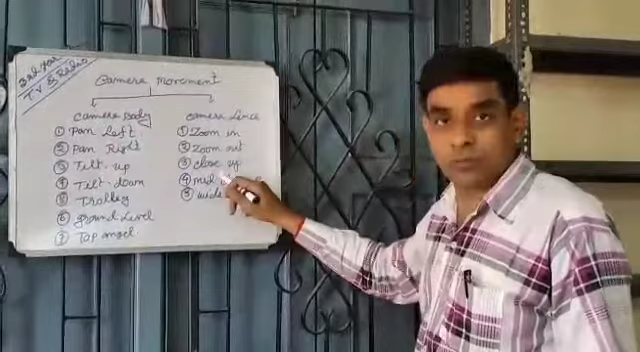 3rd year
T.V & Radio
Camera Movement
Camera Body
① Pan Left.
② Pan Right
③ Tilt. up
④ Tilt. down
⑤ Trolley
⑥ ground Level
⑦ Top angel
Camera Lence
① Zoom in
② Zoom out
③ close up
④ mid
⑤ wide